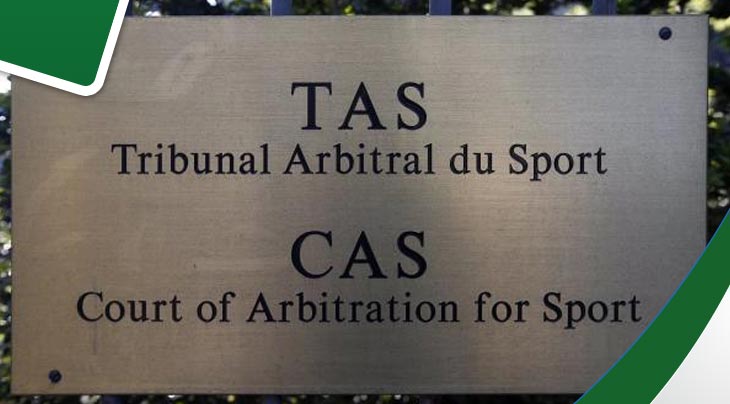 TAS
Tribunal Arbitral du Sport
CAS
Court of Arbitration for Sport